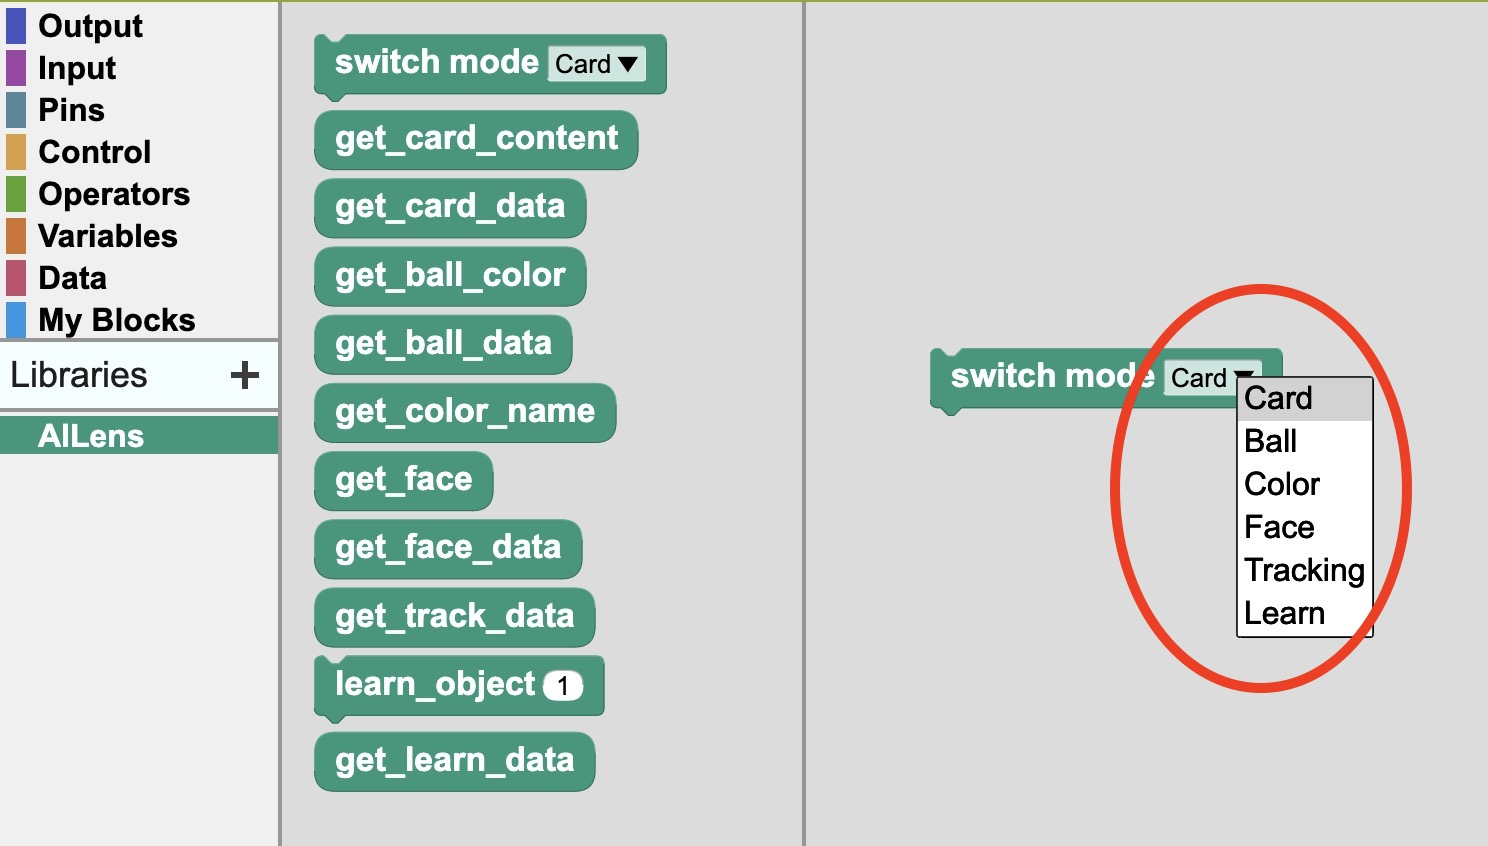 Output
Input
Pins
Control
Operators
Variables
Data
My Blocks
Libraries +
AILens
switch mode Card
get_card_content
get_card_data
get_ball_color
get_ball_data
get_color_name
get_face
get_face_data
get_track_data
learn_object 1
get_learn_data
switch mode Card
Card
Ball
Color
Face
Tracking
Learn